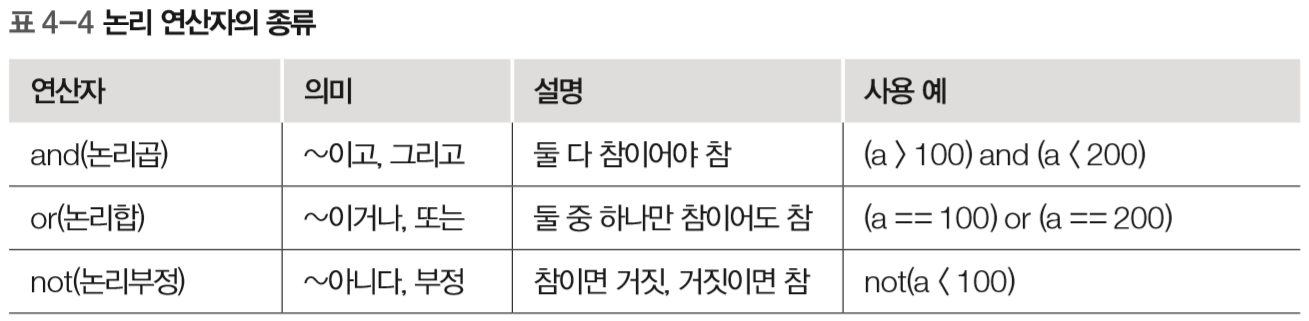 표 4-4 논리 연산자의 종류
연산자 의미 설명 사용 예
and(논리곱) ~이고, 그리고 둘 다 참이어야 참 (a > 100) and (a < 200)
or(논리합) ~이거나, 또는 둘 중 하나만 참이어도 참 (a == 100) or (a == 200)
not(논리부정) ~아니다, 부정 참이면 거짓, 거짓이면 참 not(a < 100)